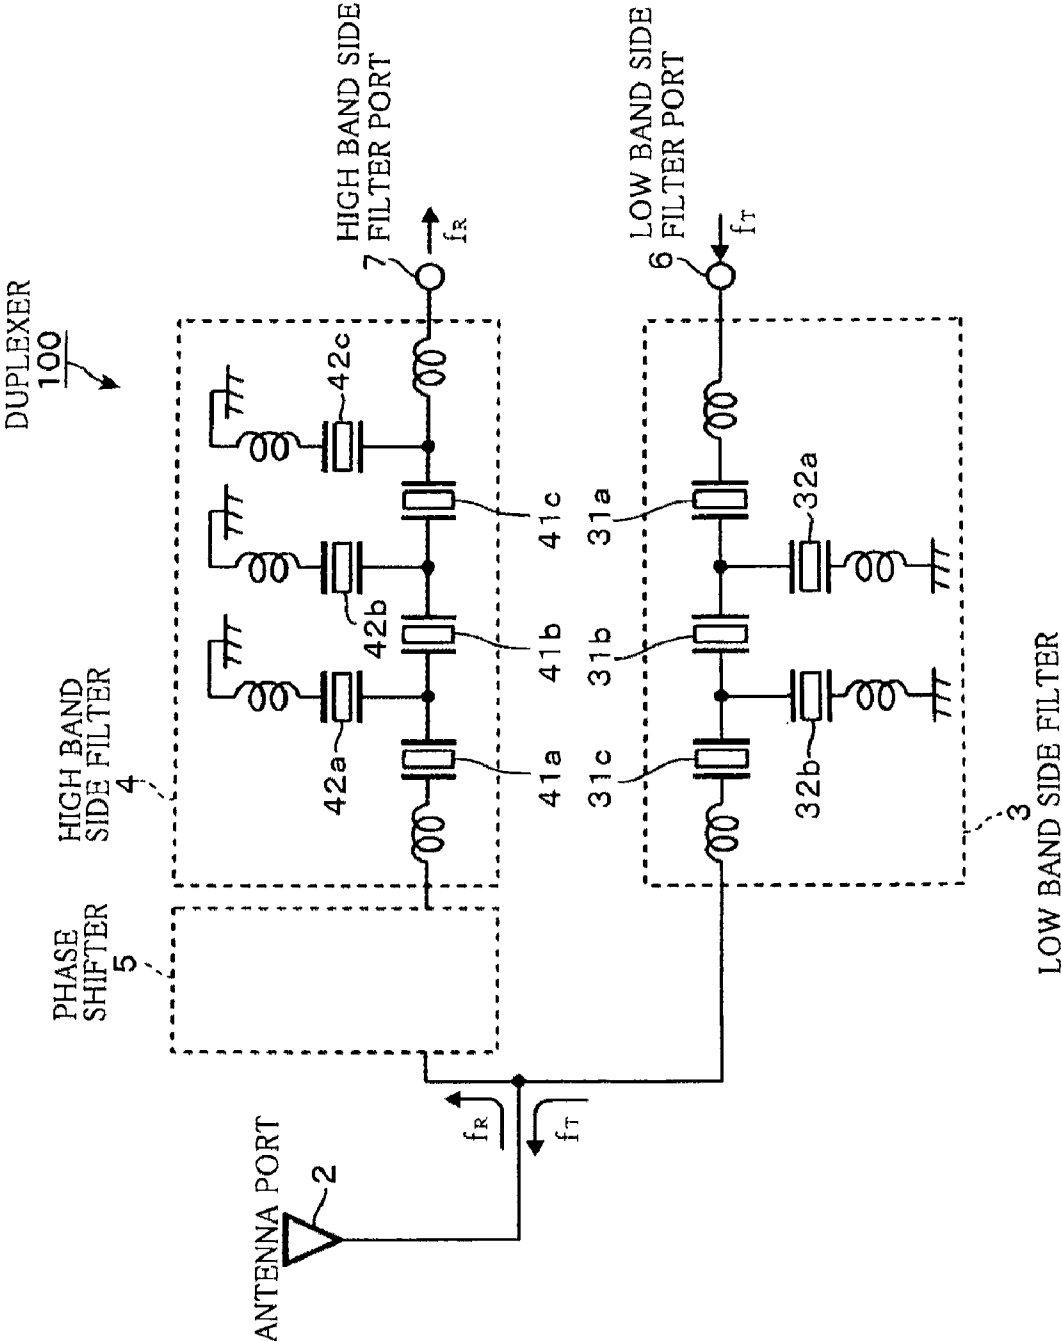 DUPLEXER
100
HIGH BAND SIDE
FILTER PORT
7
fR
LOW BAND SIDE
FILTER PORT
6
fT
HIGH BAND
SIDE FILTER
4
42a
42b
42c
41a
41b
41c
31c
31b
31a
32b
32a
3
LOW BAND SIDE FILTER
PHASE
SHIFTER
5
fR
fT
ANTENNA PORT
2